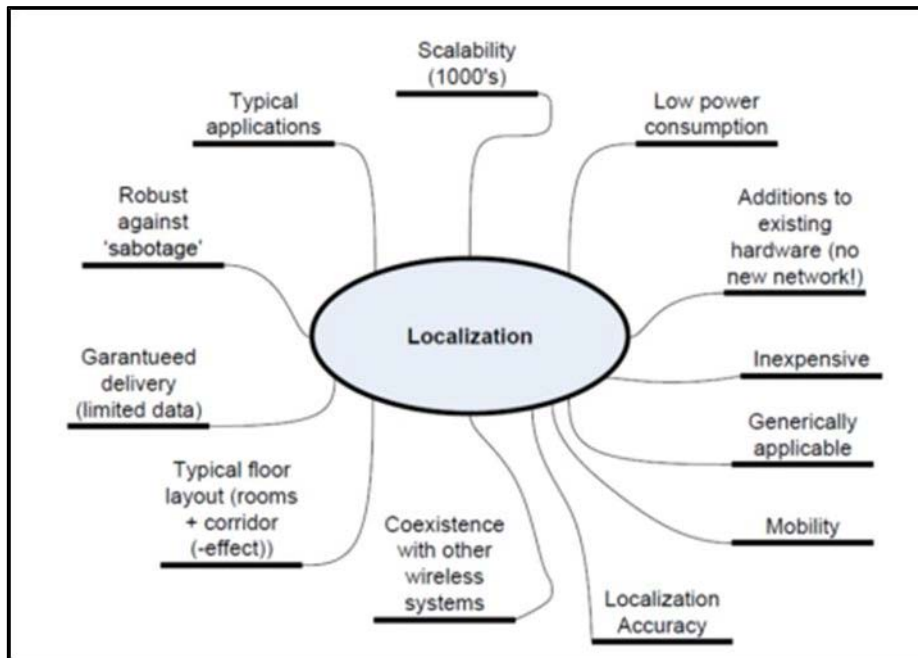 Scalability
(1000's)
Typical
applications
Low power
consumption
Robust
against
'sabotage'
Additions to
existing
hardware (no
new network!)
Localization
Garantueed
delivery
(limited data)
Inexpensive
Generically
applicable
Typical floor
layout (rooms
+ corridor
(-effect))
Coexistence
with other
wireless
systems
Mobility
Localization
Accuracy